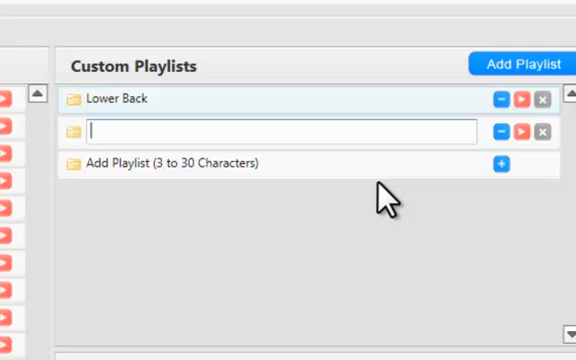 Custom Playlists
Add Playlist
Lower Back
Add Playlist (3 to 30 Characters)